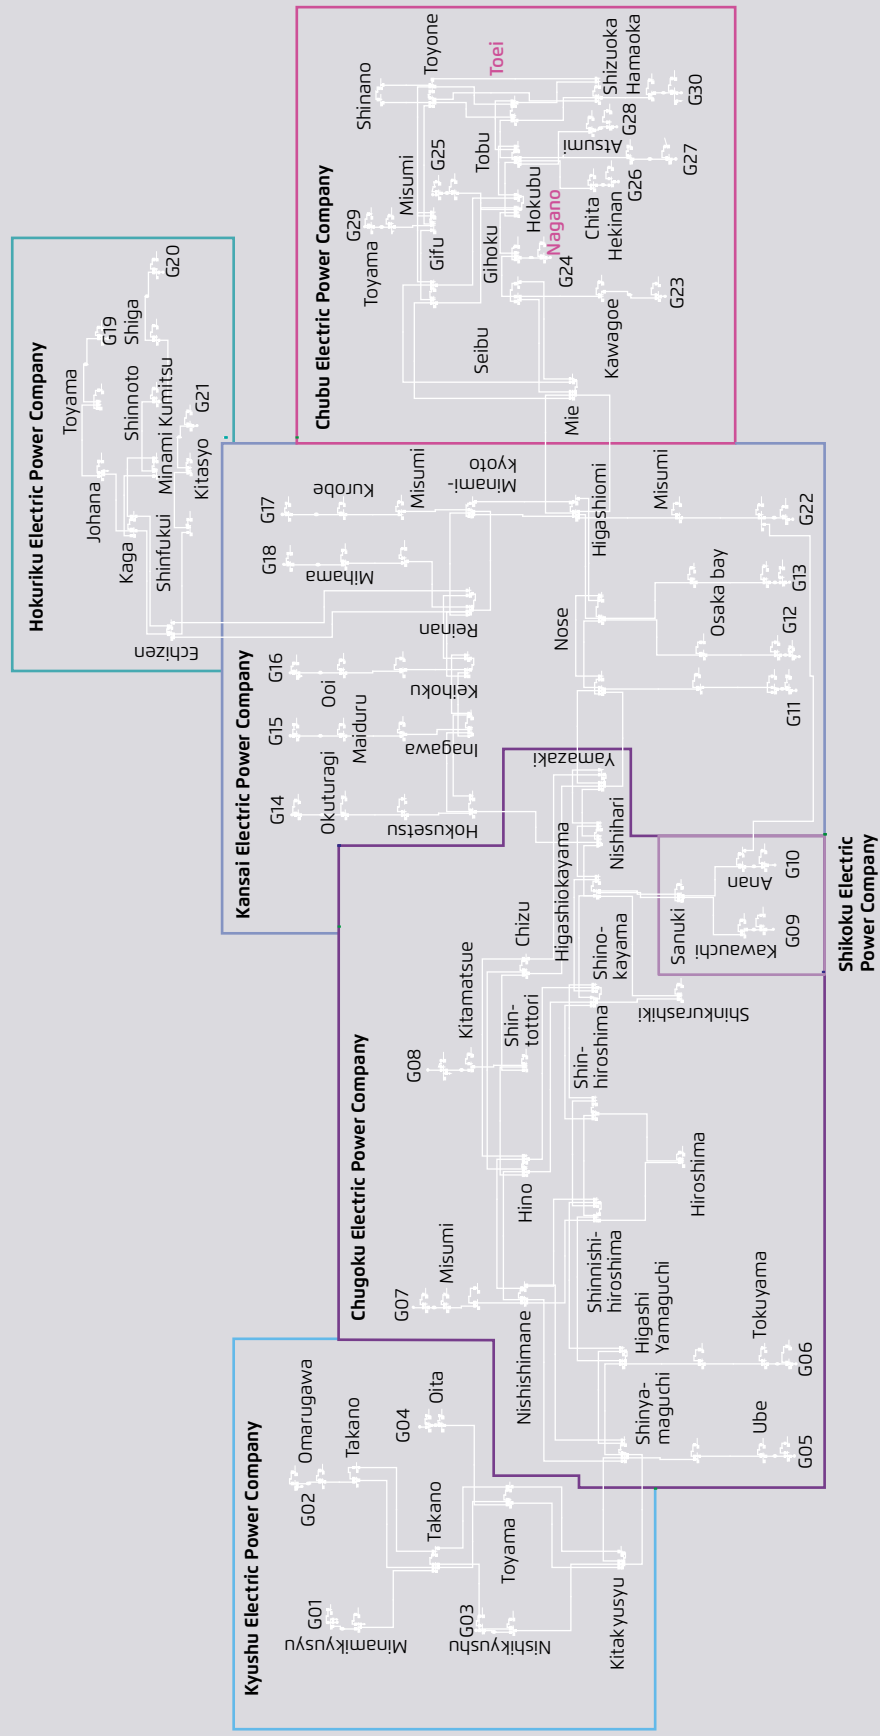 Hokuriku Electric Power Company
Toyama
G19
Johana
Shinnoto
Shiga
G20
Kaga
Minami Kumitsu
Shinfukui
Kitasyo
G21
Echizen
Chubu Electric Power Company
Shinano
Toyone
Toei
G29
Toyama
Misumi
G25
Gifu
Tobu
Shizuoka
Hamaoka
G30
Gihoku
Hokubu
Nagano
G24
Atsumi
G28
Seibu
Chita
Hekinan
G26
G27
Kawagoe
G23
Mie
Kansai Electric Power Company
G14
G15
G16
G18
G17
Okuturagi
Maiduru
Ooi
Mihama
Kurobe
Hokusetsu
Inagawa
Keihoku
Reinan
Misumi
Minami-
kyoto
Hokusetsu
Higashiomi
Nose
Misumi
Yamazaki
Osaka bay
G11
G12
G13
G22
Chugoku Electric Power Company
G08
Kitamatsue
G07
Misumi
Shin-
tottori
Chizu
Hino
Nishishimane
Higashiokayama
Nishihari
Shino-
kayama
Shin-
hiroshima
Shinkurashiki
Shinnishi-
hiroshima
Hiroshima
Higashi
Yamaguchi
Shinya-
maguchi
Tokuyama
Ube
G05
G06
Shikoku Electric
Power Company
Sanuki
Anan
G10
Kawauchi
G09
Kyushu Electric Power Company
Omarugawa
G02
Takano
G04
Oita
G01
Minamikyusyu
Takano
G03
Nishikyushu
Toyama
Kitakyusyu